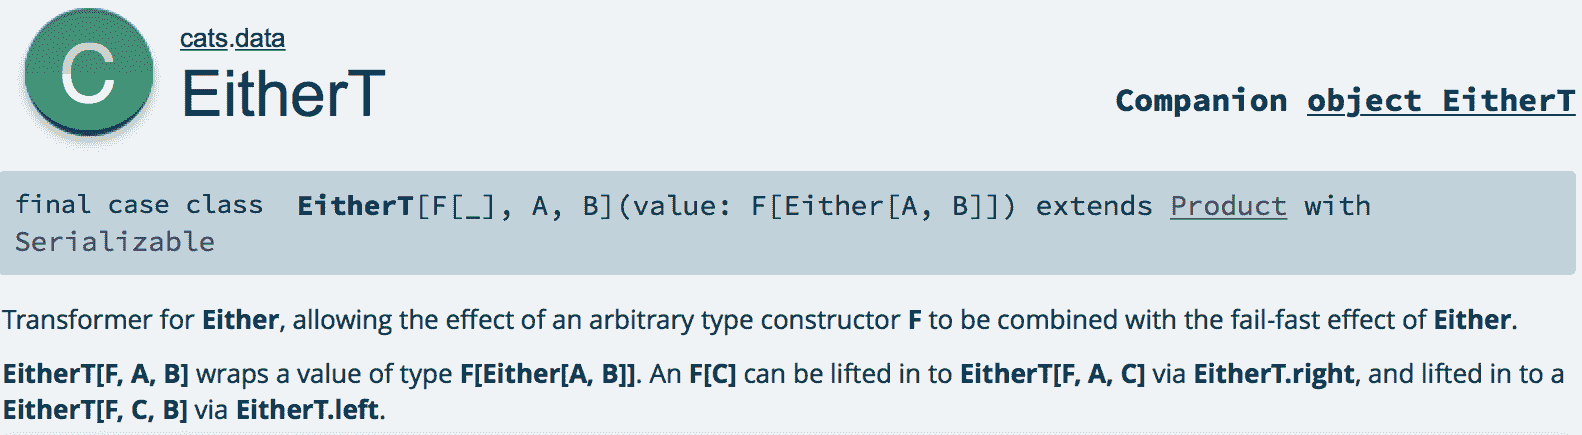 C
cats.data
EitherT
Companion object EitherT
final case class EitherT[F[_], A, B](value: F[Either[A, B]]) extends Product with
Serializable
Transformer for Either, allowing the effect of an arbitrary type constructor F to be combined with the fail-fast effect of Either.
EitherT[F, A, B] wraps a value of type F[Either[A, B]]. An F[C] can be lifted in to EitherT[F, A, C] via EitherT.right, and lifted in to a
EitherT[F, C, B] via EitherT.left.